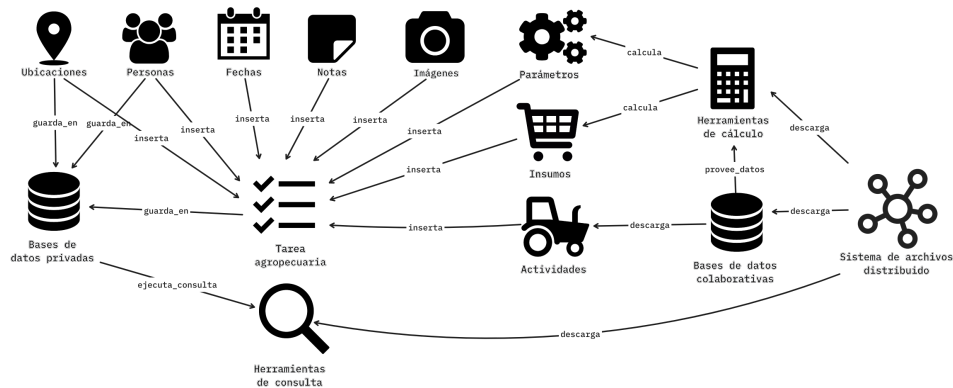 Ubicaciones
Personas
Fechas
Notas
Imágenes
Parámetros
calcula
calcula
Herramientas
de cálculo
descarga
guarda_en
guarda_en
inserta
inserta
inserta
inserta
inserta
inserta
inserta
Insumos
provee_datos
guarda_en
inserta
descarga
descarga
Bases de
datos privadas
Tarea
agropecuaria
Actividades
Bases de datos
colaborativas
Sistema de archivos
distribuido
ejecuta_consulta
descarga
Herramientas
de consulta